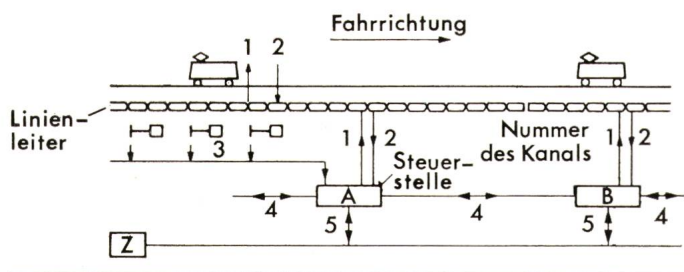 Fahrrichtung
1 2
Linien-
leiter
3
1 2
Nummer
des Kanals
1 2
Steuer-
stelle
A
B
4
4
4
5
5
Z